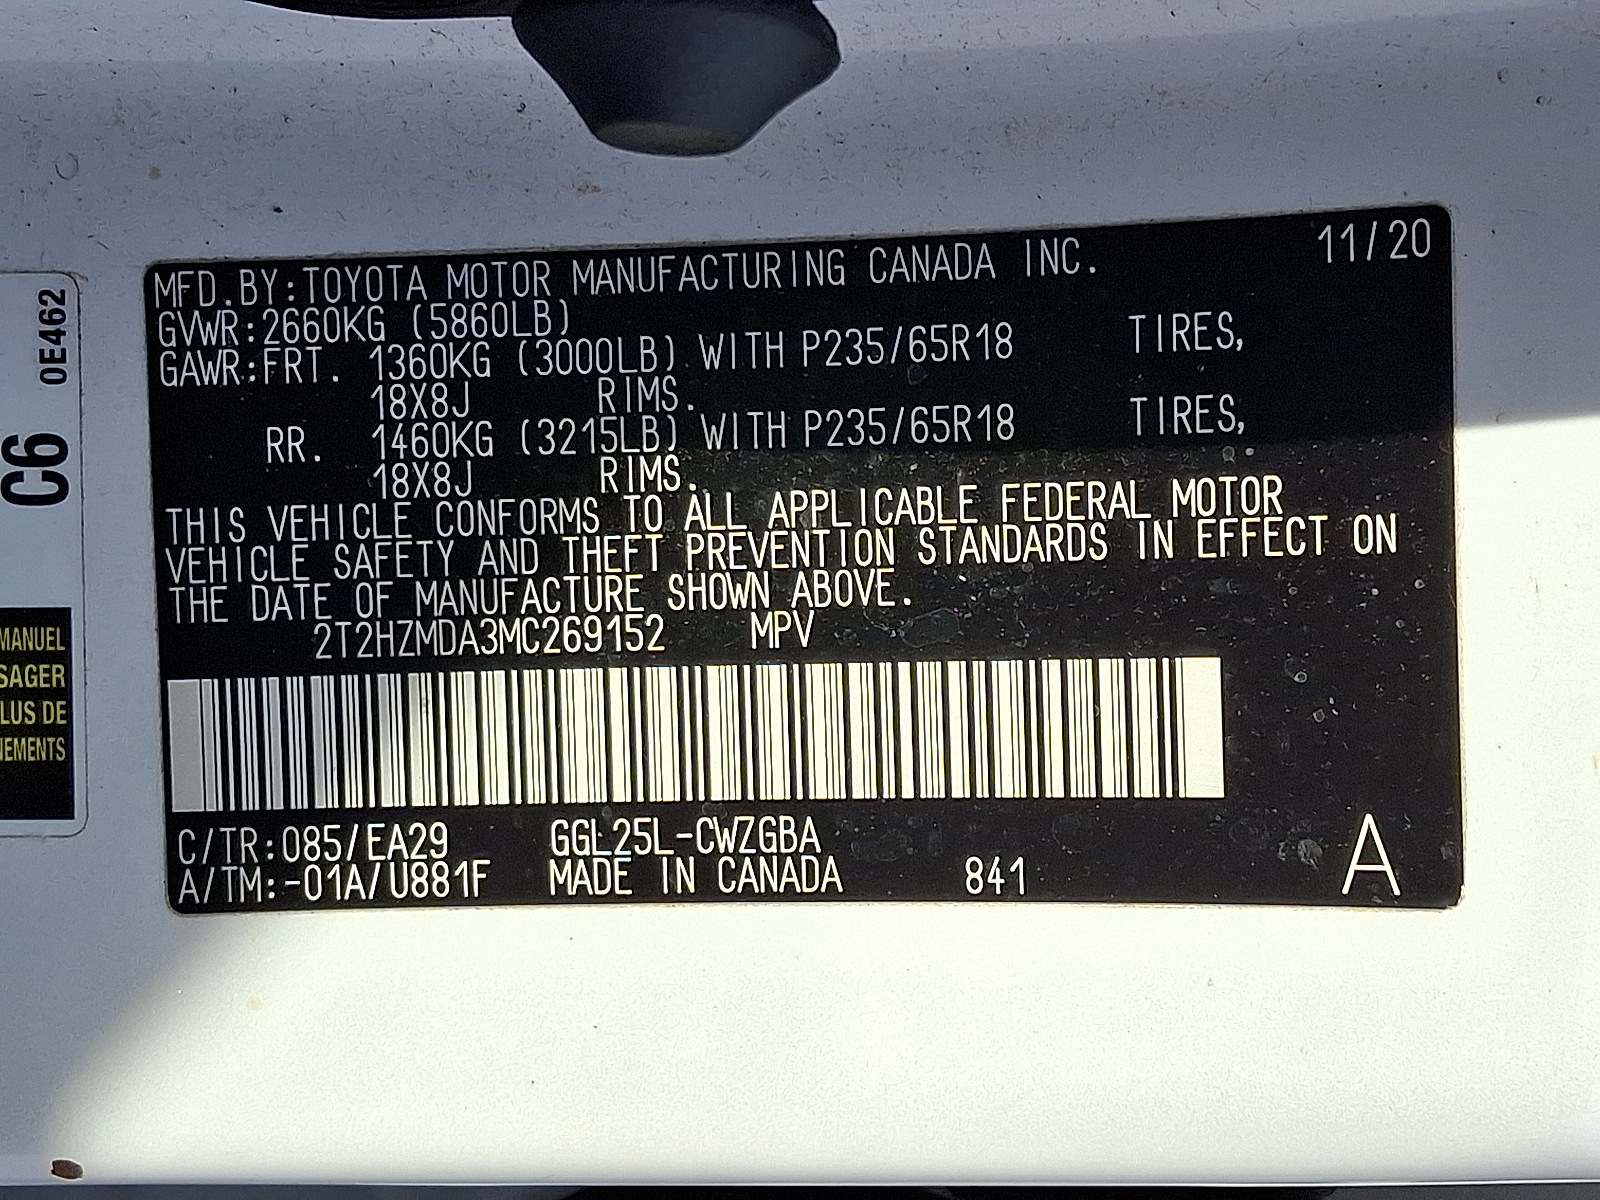 MFD.BY:TOYOTA MOTOR MANUFACTURING CANADA INC. 11/20
GVWR:2660KG (5860LB)
GAWR:FRT. 1360KG (3000LB) WITH P235/65R18 TIRES,
18X8J RIMS.
RR. 1460KG (3215LB) WITH P235/65R18 TIRES,
18X8J RIMS.
THIS VEHICLE CONFORMS TO ALL APPLICABLE FEDERAL MOTOR
VEHICLE SAFETY AND THEFT PREVENTION STANDARDS IN EFFECT ON
THE DATE OF MANUFACTURE SHOWN ABOVE.
2T2HZMDA3MC269152 MPV
C/TR:085/EA29 GGL25L-CWZGBA
A/TM:-01A/U881F MADE IN CANADA 841 A
C6 0E462
MANUEL
SAGER
LUS DE
NEMENTS